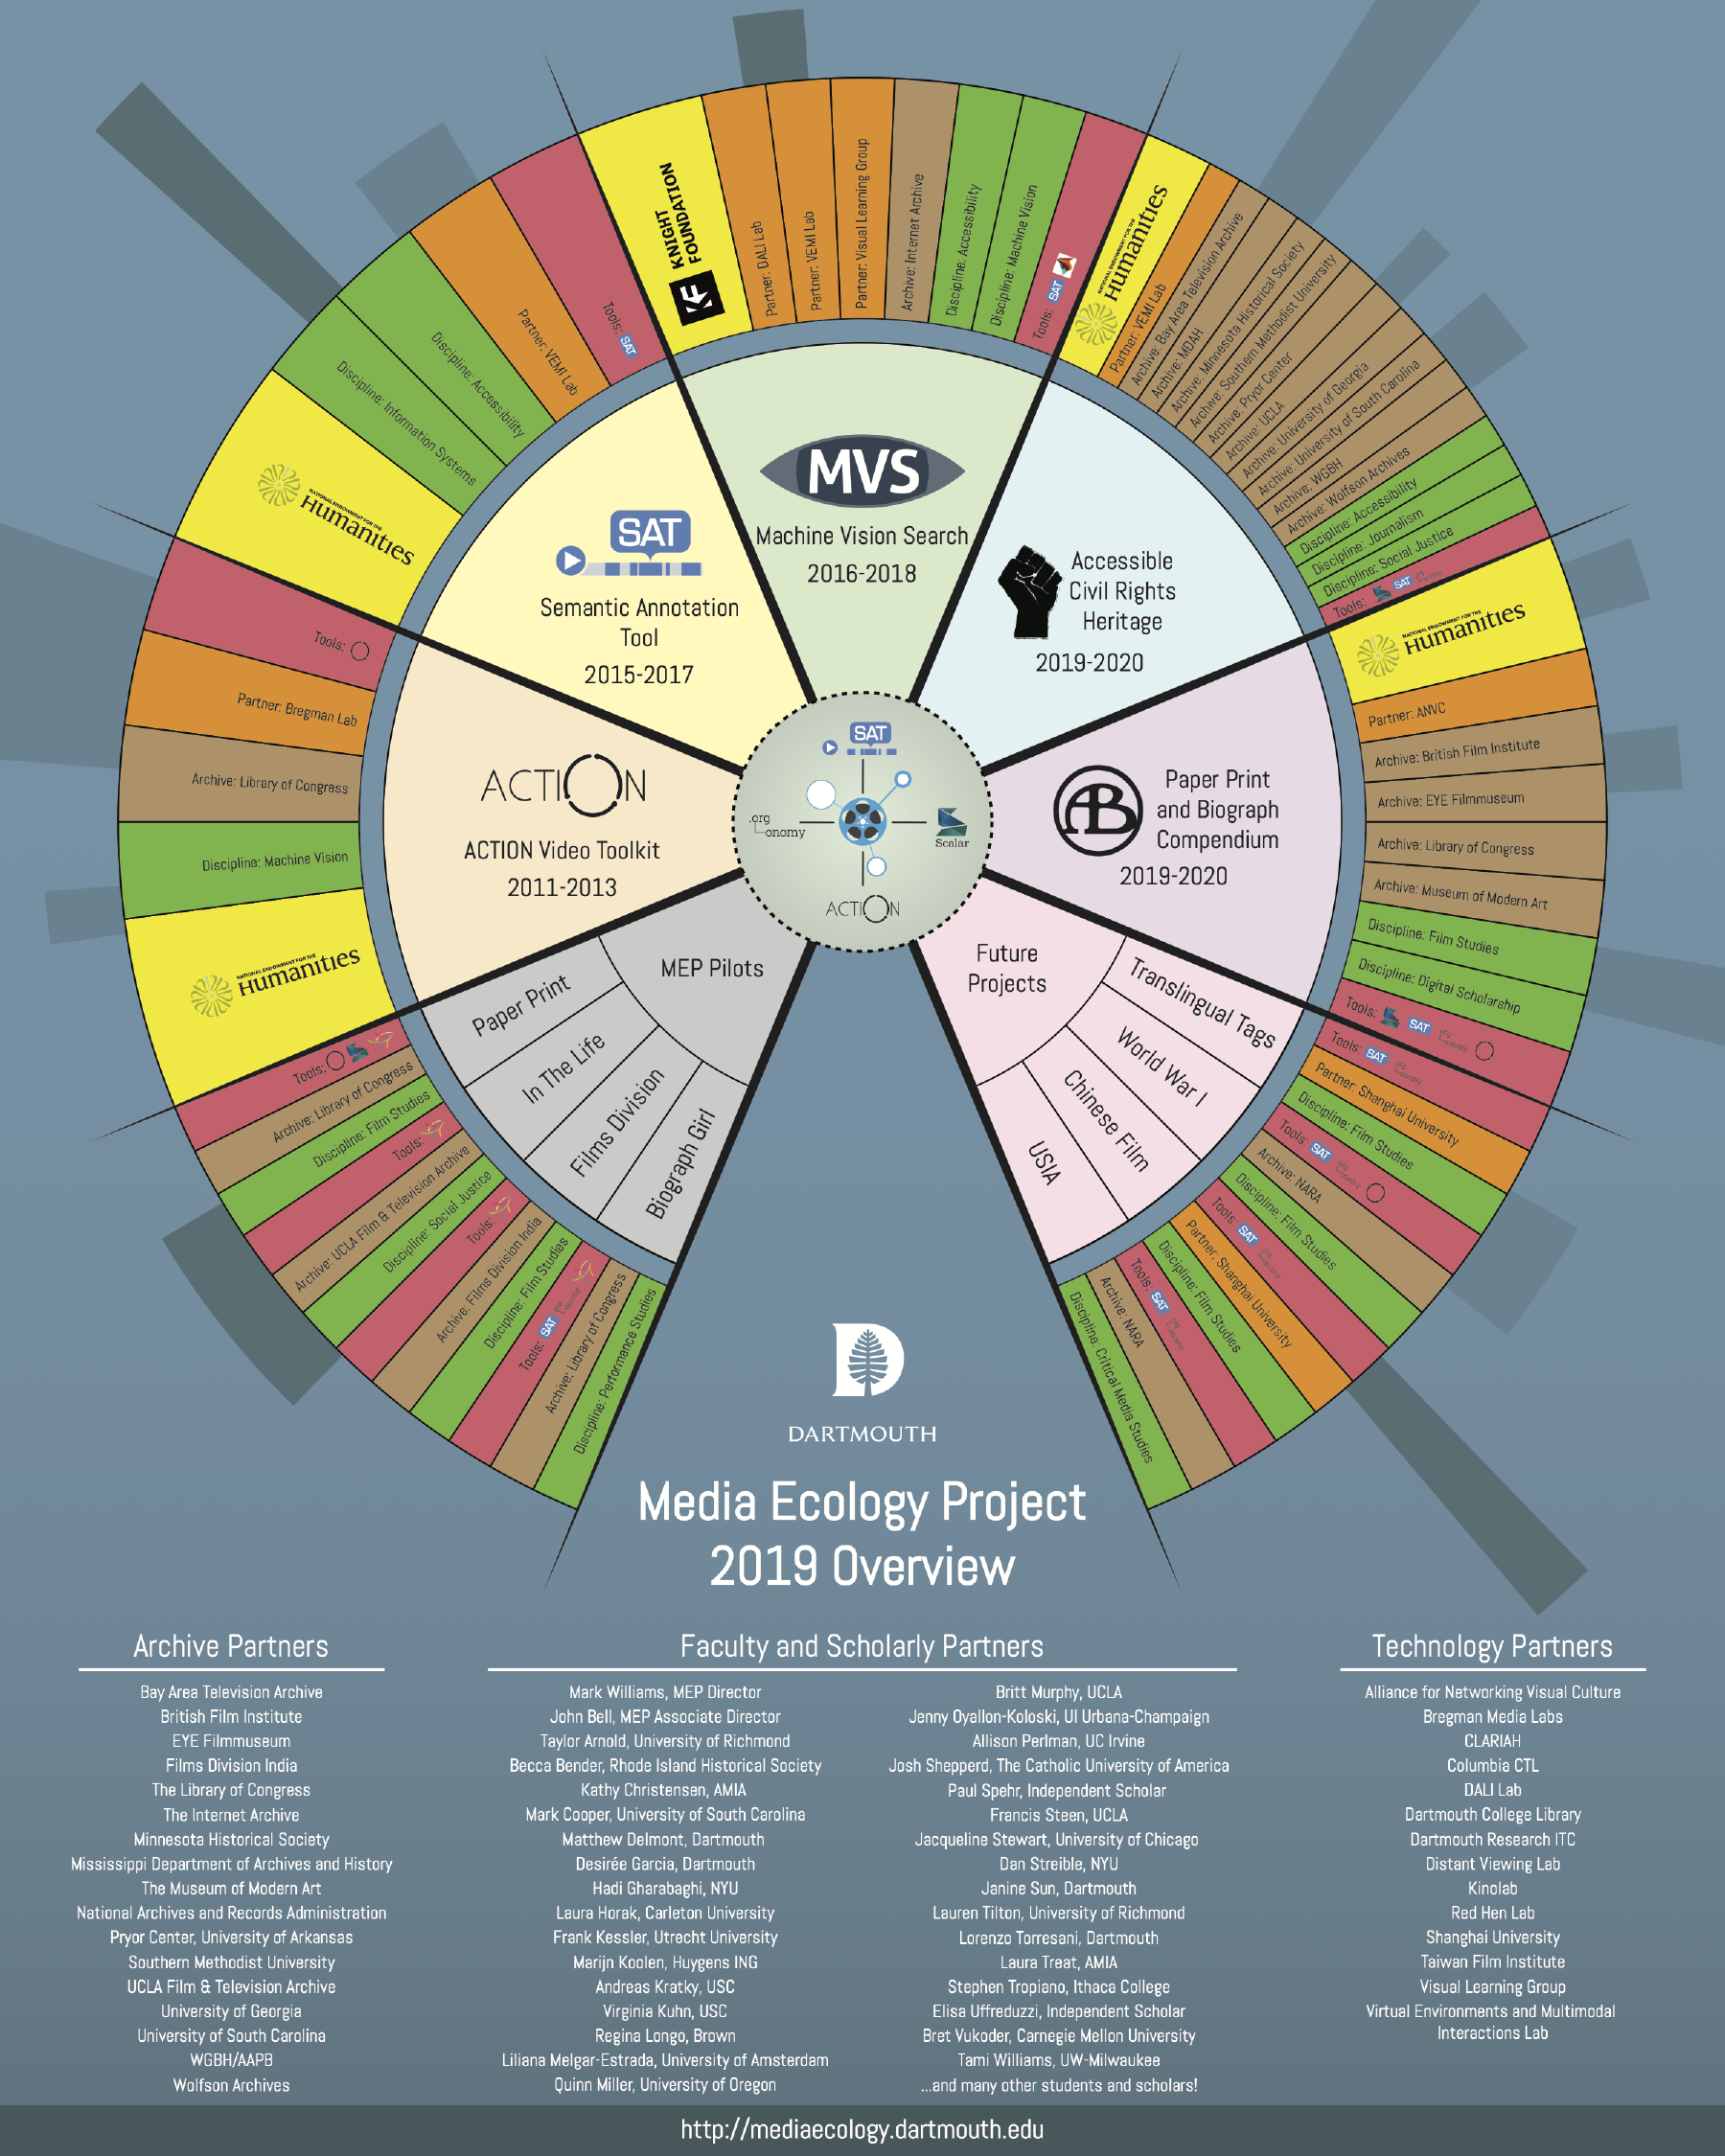 KNIGHT
FOUNDATION
Partner: DALI Lab
Partner: VEMI Lab
Partner: Visual Learning Group
Archive: Internet Archive
Discipline: Accessibility
Discipline: Machine Vision
Tools: SAT
MVS
Machine Vision Search
2016-2018
NATIONAL ENDOWMENT FOR THE
Humanities
Partner: VEMI Lab
Archive: Bay Area Television Archive
Archive: MDAH
Archive: Minnesota Historical Society
Archive: Southern Methodist University
Archive: Pryor Center
Archive: UCLA
Archive: University of Georgia
Archive: University of South Carolina
Archive: WGBH
Archive: Wolfson Archives
Discipline: Accessibility
Discipline: Journalism
Discipline: Social Justice
Tools: SAT
Accessible
Civil Rights
Heritage
2019-2020
NATIONAL ENDOWMENT FOR THE
Humanities
Partner: ANVC
Archive: British Film Institute
Archive: EYE Filmmuseum
Archive: Library of Congress
Archive: Museum of Modern Art
Discipline: Film Studies
Discipline: Digital Scholarship
Tools: SAT
AB
Paper Print
and Biograph
Compendium
2019-2020
Tools: SAT
Partner: Shanghai University
Discipline: Film Studies
Tools: SAT
Archive: NARA
Discipline: Film Studies
Tools: SAT
Partner: Shanghai University
Discipline: Film Studies
Tools: SAT
Archive: NARA
Discipline: Critical Media Studies
Future
Projects
Translingual Tags
World War I
Chinese Film
USIA
Tools: SAT
Partner: VEMI Lab
Discipline: Accessibility
Discipline: Information Systems
NATIONAL ENDOWMENT FOR THE
Humanities
SAT
Semantic Annotation
Tool
2015-2017
Tools:
Partner: Bregman Lab
Archive: Library of Congress
Discipline: Machine Vision
NATIONAL ENDOWMENT FOR THE
Humanities
ACTION
ACTION Video Toolkit
2011-2013
Tools:
Archive: Library of Congress
Discipline: Film Studies
Tools:
Archive: UCLA Film & Television Archive
Discipline: Social Justice
Tools:
Archive: Films Division India
Discipline: Film Studies
Tools: SAT
Archive: Library of Congress
Discipline: Performance Studies
MEP Pilots
Paper Print
In The Life
Films Division
Biograph Girl
SAT
.org
onomy
Scalar
ACTION
DARTMOUTH
Media Ecology Project
2019 Overview
Archive Partners
Bay Area Television Archive
British Film Institute
EYE Filmmuseum
Films Division India
The Library of Congress
The Internet Archive
Minnesota Historical Society
Mississippi Department of Archives and History
The Museum of Modern Art
National Archives and Records Administration
Pryor Center, University of Arkansas
Southern Methodist University
UCLA Film & Television Archive
University of Georgia
University of South Carolina
WGBH/AAPB
Wolfson Archives
Faculty and Scholarly Partners
Mark Williams, MEP Director
John Bell, MEP Associate Director
Taylor Arnold, University of Richmond
Becca Bender, Rhode Island Historical Society
Kathy Christensen, AMIA
Mark Cooper, University of South Carolina
Matthew Delmont, Dartmouth
Desirée Garcia, Dartmouth
Hadi Gharabaghi, NYU
Laura Horak, Carleton University
Frank Kessler, Utrecht University
Marijn Koolen, Huygens ING
Andreas Kratky, USC
Virginia Kuhn, USC
Regina Longo, Brown
Liliana Melgar-Estrada, University of Amsterdam
Quinn Miller, University of Oregon
Britt Murphy, UCLA
Jenny Oyallon-Koloski, UI Urbana-Champaign
Allison Perlman, UC Irvine
Josh Shepperd, The Catholic University of America
Paul Spehr, Independent Scholar
Francis Steen, UCLA
Jacqueline Stewart, University of Chicago
Dan Streible, NYU
Janine Sun, Dartmouth
Lauren Tilton, University of Richmond
Lorenzo Torresani, Dartmouth
Laura Treat, AMIA
Stephen Tropiano, Ithaca College
Elisa Uffreduzzi, Independent Scholar
Bret Vukoder, Carnegie Mellon University
Tami Williams, UW-Milwaukee
...and many other students and scholars!
Technology Partners
Alliance for Networking Visual Culture
Bregman Media Labs
CLARIAH
Columbia CTL
DALI Lab
Dartmouth College Library
Dartmouth Research ITC
Distant Viewing Lab
Kinolab
Red Hen Lab
Shanghai University
Taiwan Film Institute
Visual Learning Group
Virtual Environments and Multimodal
Interactions Lab
http://mediaecology.dartmouth.edu